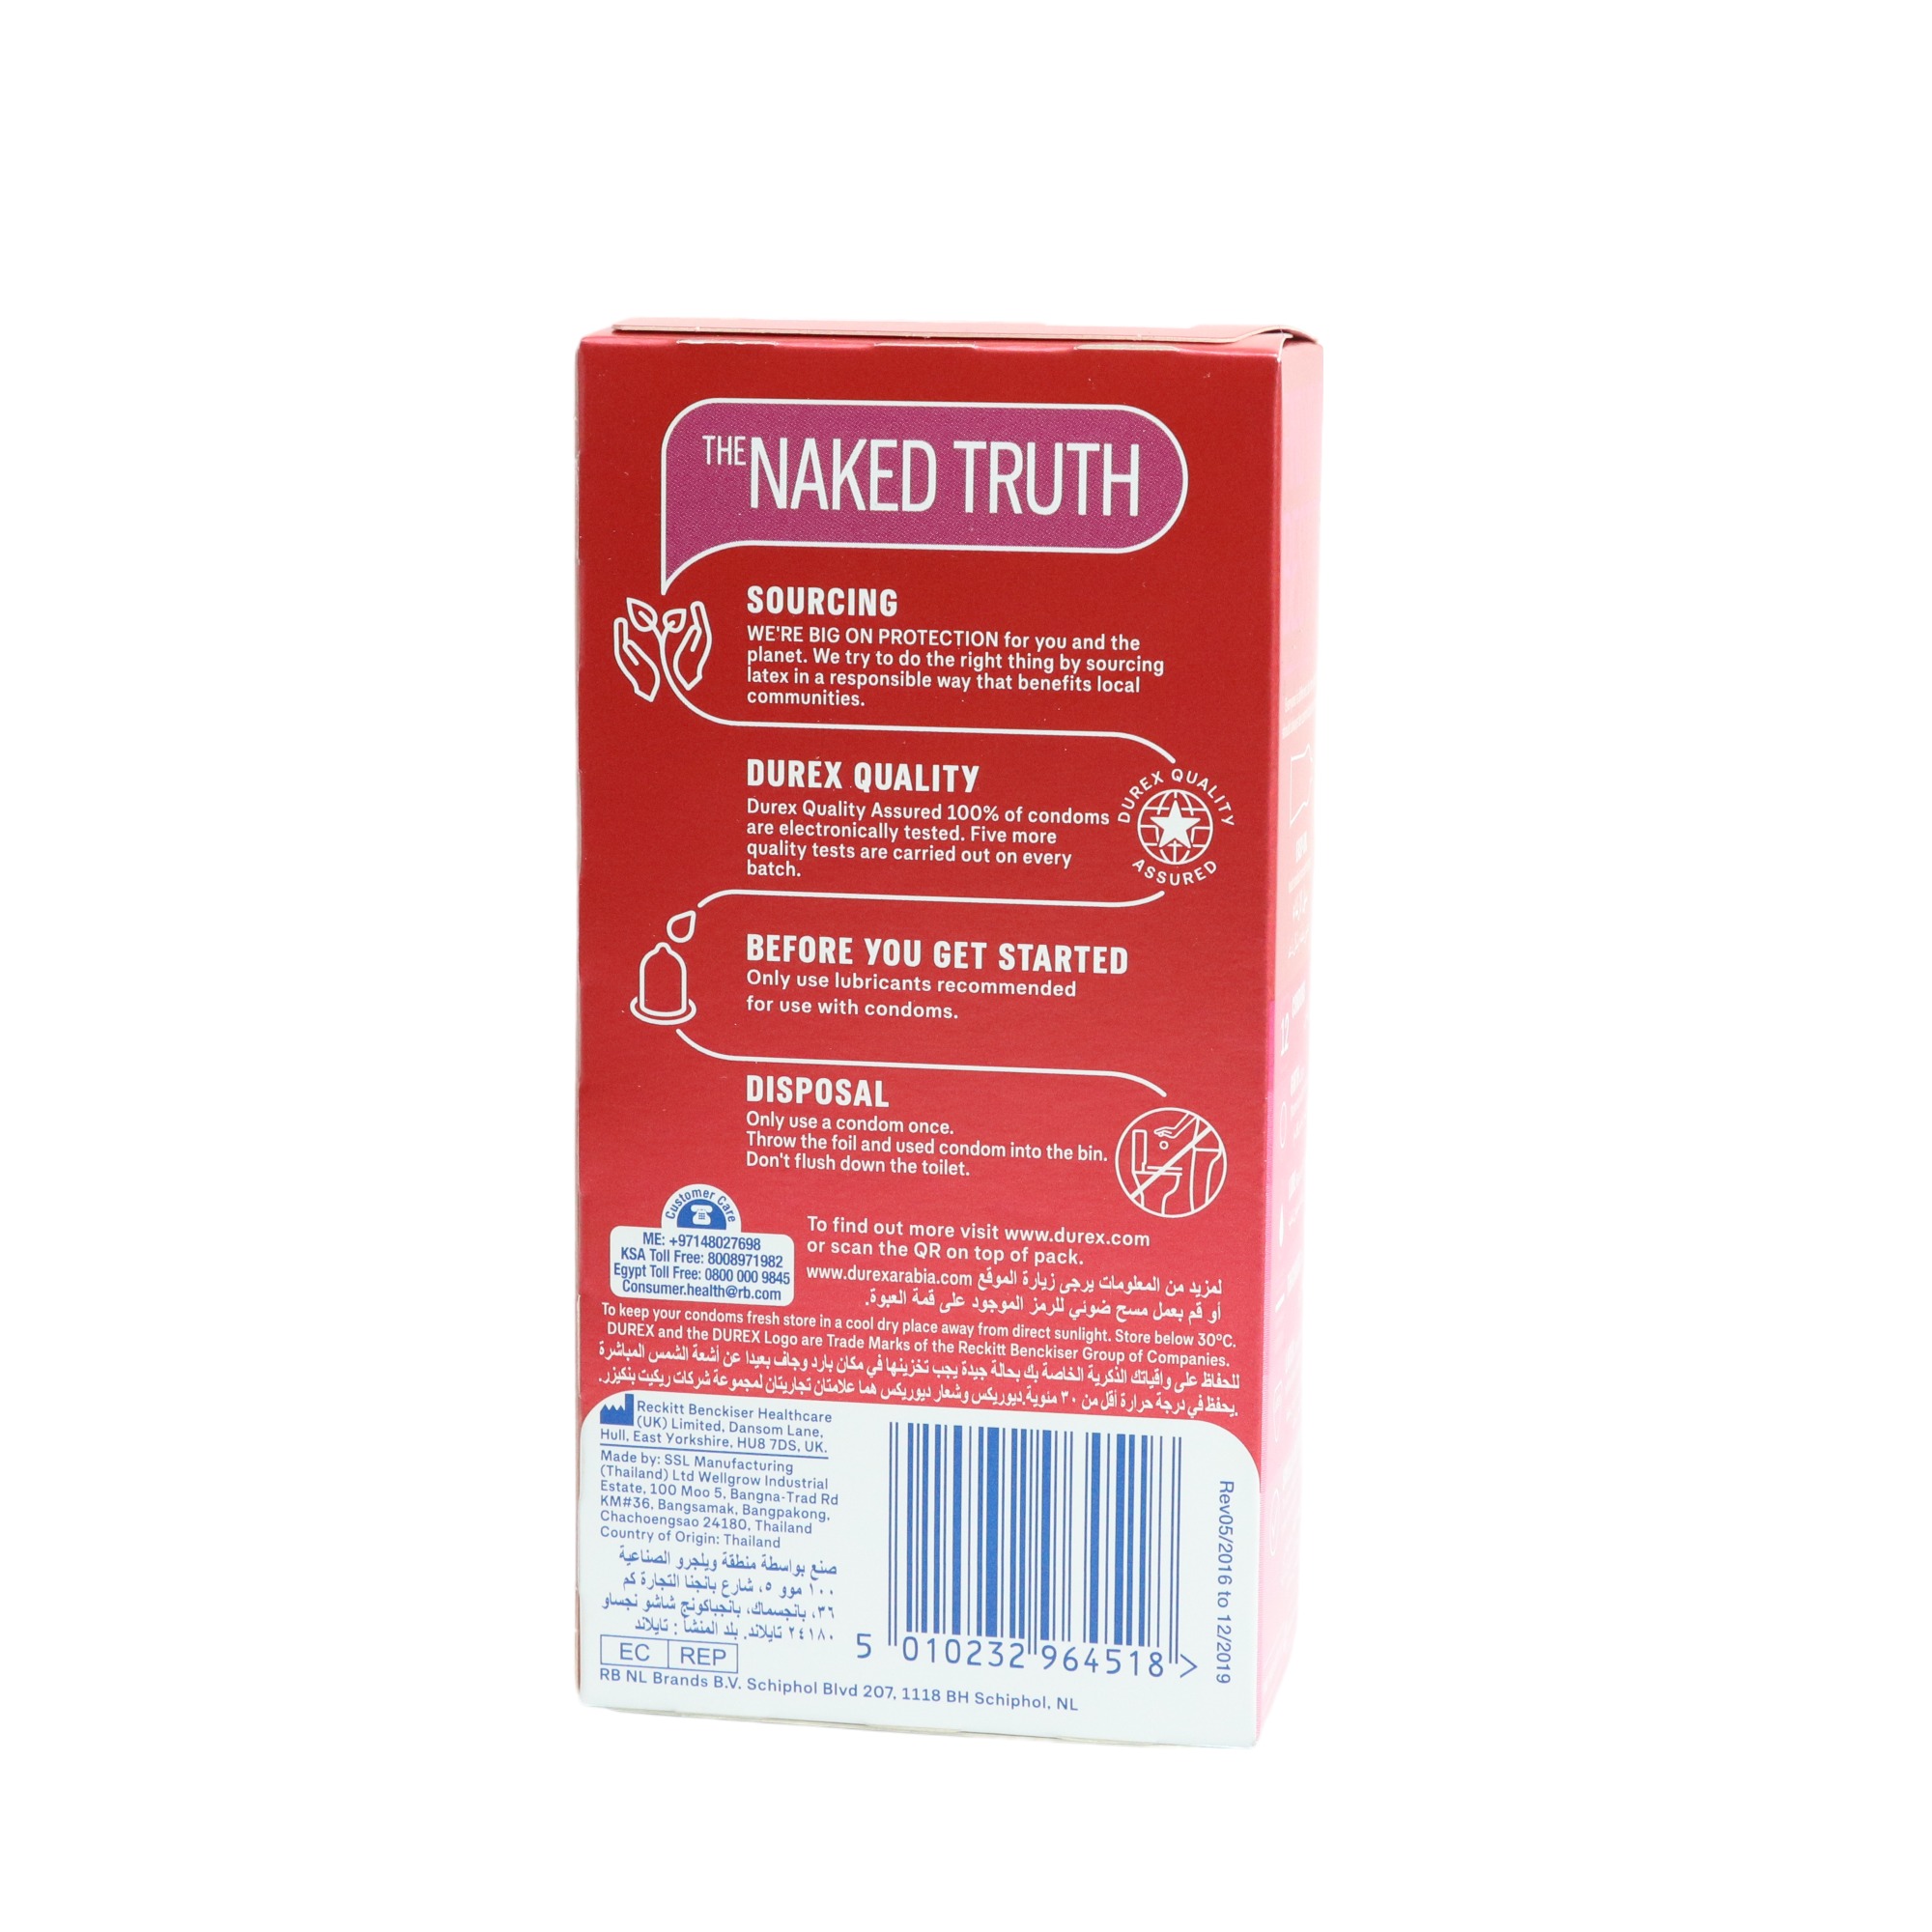 THE NAKED TRUTH
SOURCING
WE'RE BIG ON PROTECTION for you and the
planet. We try to do the right thing by sourcing
latex in a responsible way that benefits local
communities.
DUREX QUALITY
Durex Quality Assured 100% of condoms
are electronically tested. Five more
quality tests are carried out on every
batch.
DUREX QUALITY
ASSURED
BEFORE YOU GET STARTED
Only use lubricants recommended
for use with condoms.
DISPOSAL
Only use a condom once.
Throw the foil and used condom into the bin.
Don't flush down the toilet.
Customer Care
ME: +97148027698
KSA Toll Free: 8008971982
Egypt Toll Free: 0800 000 9845
Consumer.health@rb.com
To find out more visit www.durex.com
or scan the QR on top of pack.
لمزيد من المعلومات يرجى زيارة الموقع www.durexarabia.com
أو قم بعمل مسح ضوئي للرمز الموجود على قمة العبوة.
To keep your condoms fresh store in a cool dry place away from direct sunlight. Store below 30°C.
DUREX and the DUREX Logo are Trade Marks of the Reckitt Benckiser Group of Companies.
للحفاظ على واقياتك الذكرية الخاصة بك بحالة جيدة يجب تخزينها في مكان بارد وجاف بعيدا عن أشعة الشمس المباشرة
يحفظ في درجة حرارة أقل من ٣٠ مئوية.ديوريكس وشعار ديوريكس هما علامتان تجاريتان لمجموعة شركات ريكيت بنكيزر.
Reckitt Benckiser Healthcare
(UK) Limited, Dansom Lane,
Hull, East Yorkshire, HU8 7DS, UK.
Made by: SSL Manufacturing
(Thailand) Ltd Wellgrow Industrial
Estate, 100 Moo 5, Bangna-Trad Rd
KM#36, Bangsamak, Bangpakong,
Chachoengsao 24180, Thailand
Country of Origin: Thailand
صنع بواسطة منطقة ويلجرو الصناعية
١٠٠ موو ٥، شارع بانجنا التجارة كم
٣٦، بانجسماك، بانجباكونج شاشو نجساو
٢٤١٨٠ تايلاند. بلد المنشأ : تايلاند
EC REP
RB NL Brands B.V. Schiphol Blvd 207, 1118 BH Schiphol, NL
5 010232 964518 >
Rev05/2016 to 12/2019
12